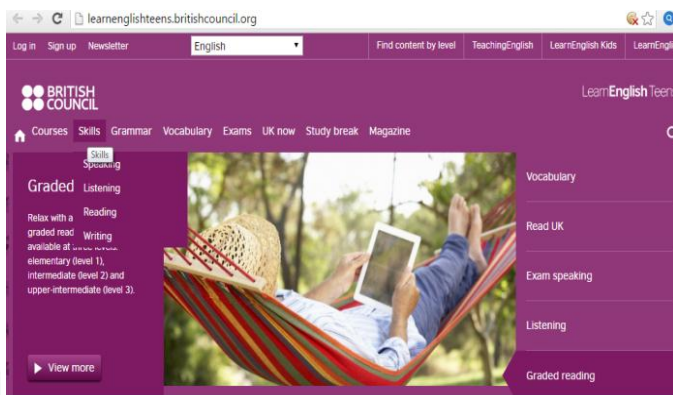 learnenglishteens.britishcouncil.org
Log in Sign up Newsletter English Find content by level TeachingEnglish LearnEnglish Kids
BRITISH
COUNCIL
LearnEnglish Teens
Courses Skills Grammar Vocabulary Exams UK now Study break Magazine
Skills
Speaking
Listening
Reading
Writing
Graded
Relax with a
graded read
available at
elementary (level 1),
intermediate (level 2) and
upper-intermediate (level 3).
View more
Vocabulary
Read UK
Exam speaking
Listening
Graded reading